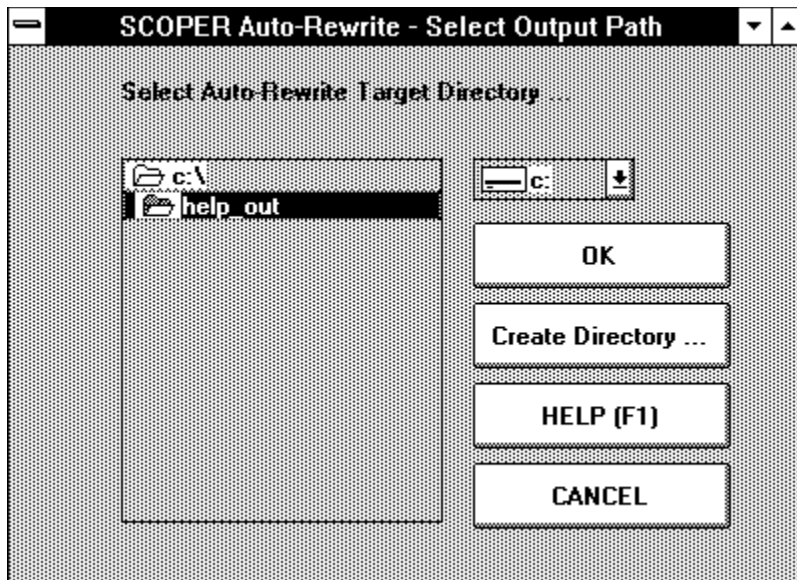 SCOPER Auto-Rewrite - Select Output Path
Select Auto-Rewrite Target Directory ...
c:\
help_out
c:
OK
Create Directory ...
HELP (F1)
CANCEL